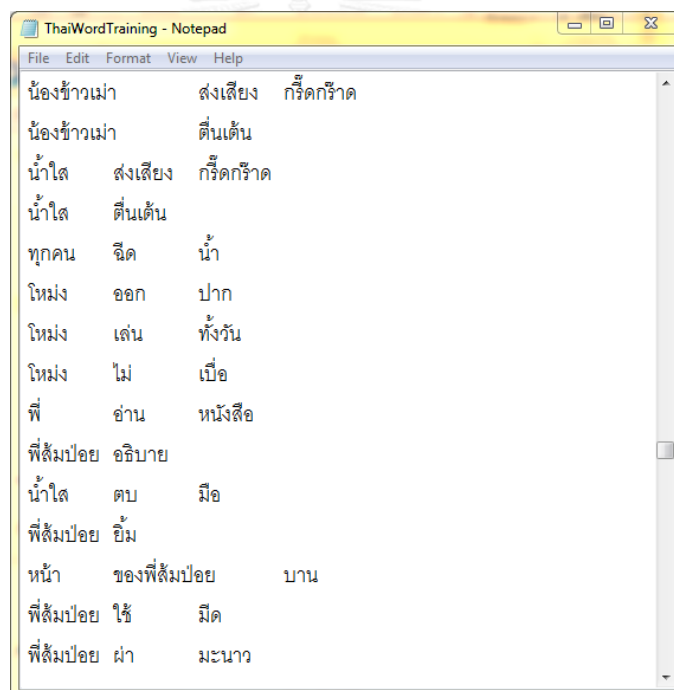 ThaiWordTraining - Notepad
File Edit Format View Help
น้องข้าวเม่า ส่งเสียง กรี๊ดกร๊าด
น้องข้าวเม่า ตื่นเต้น
น้ำใส ส่งเสียง กรี๊ดกร๊าด
น้ำใส ตื่นเต้น
ทุกคน ฉีด น้ำ
โหม่ง ออก ปาก
โหม่ง เล่น ทั้งวัน
โหม่ง ไม่ เบื่อ
พี่ อ่าน หนังสือ
พี่ส้มป่อย อธิบาย
น้ำใส ตบ มือ
พี่ส้มป่อย ยิ้ม
หน้า ของพี่ส้มป่อย บาน
พี่ส้มป่อย ใช้ มีด
พี่ส้มป่อย ผ่า มะนาว